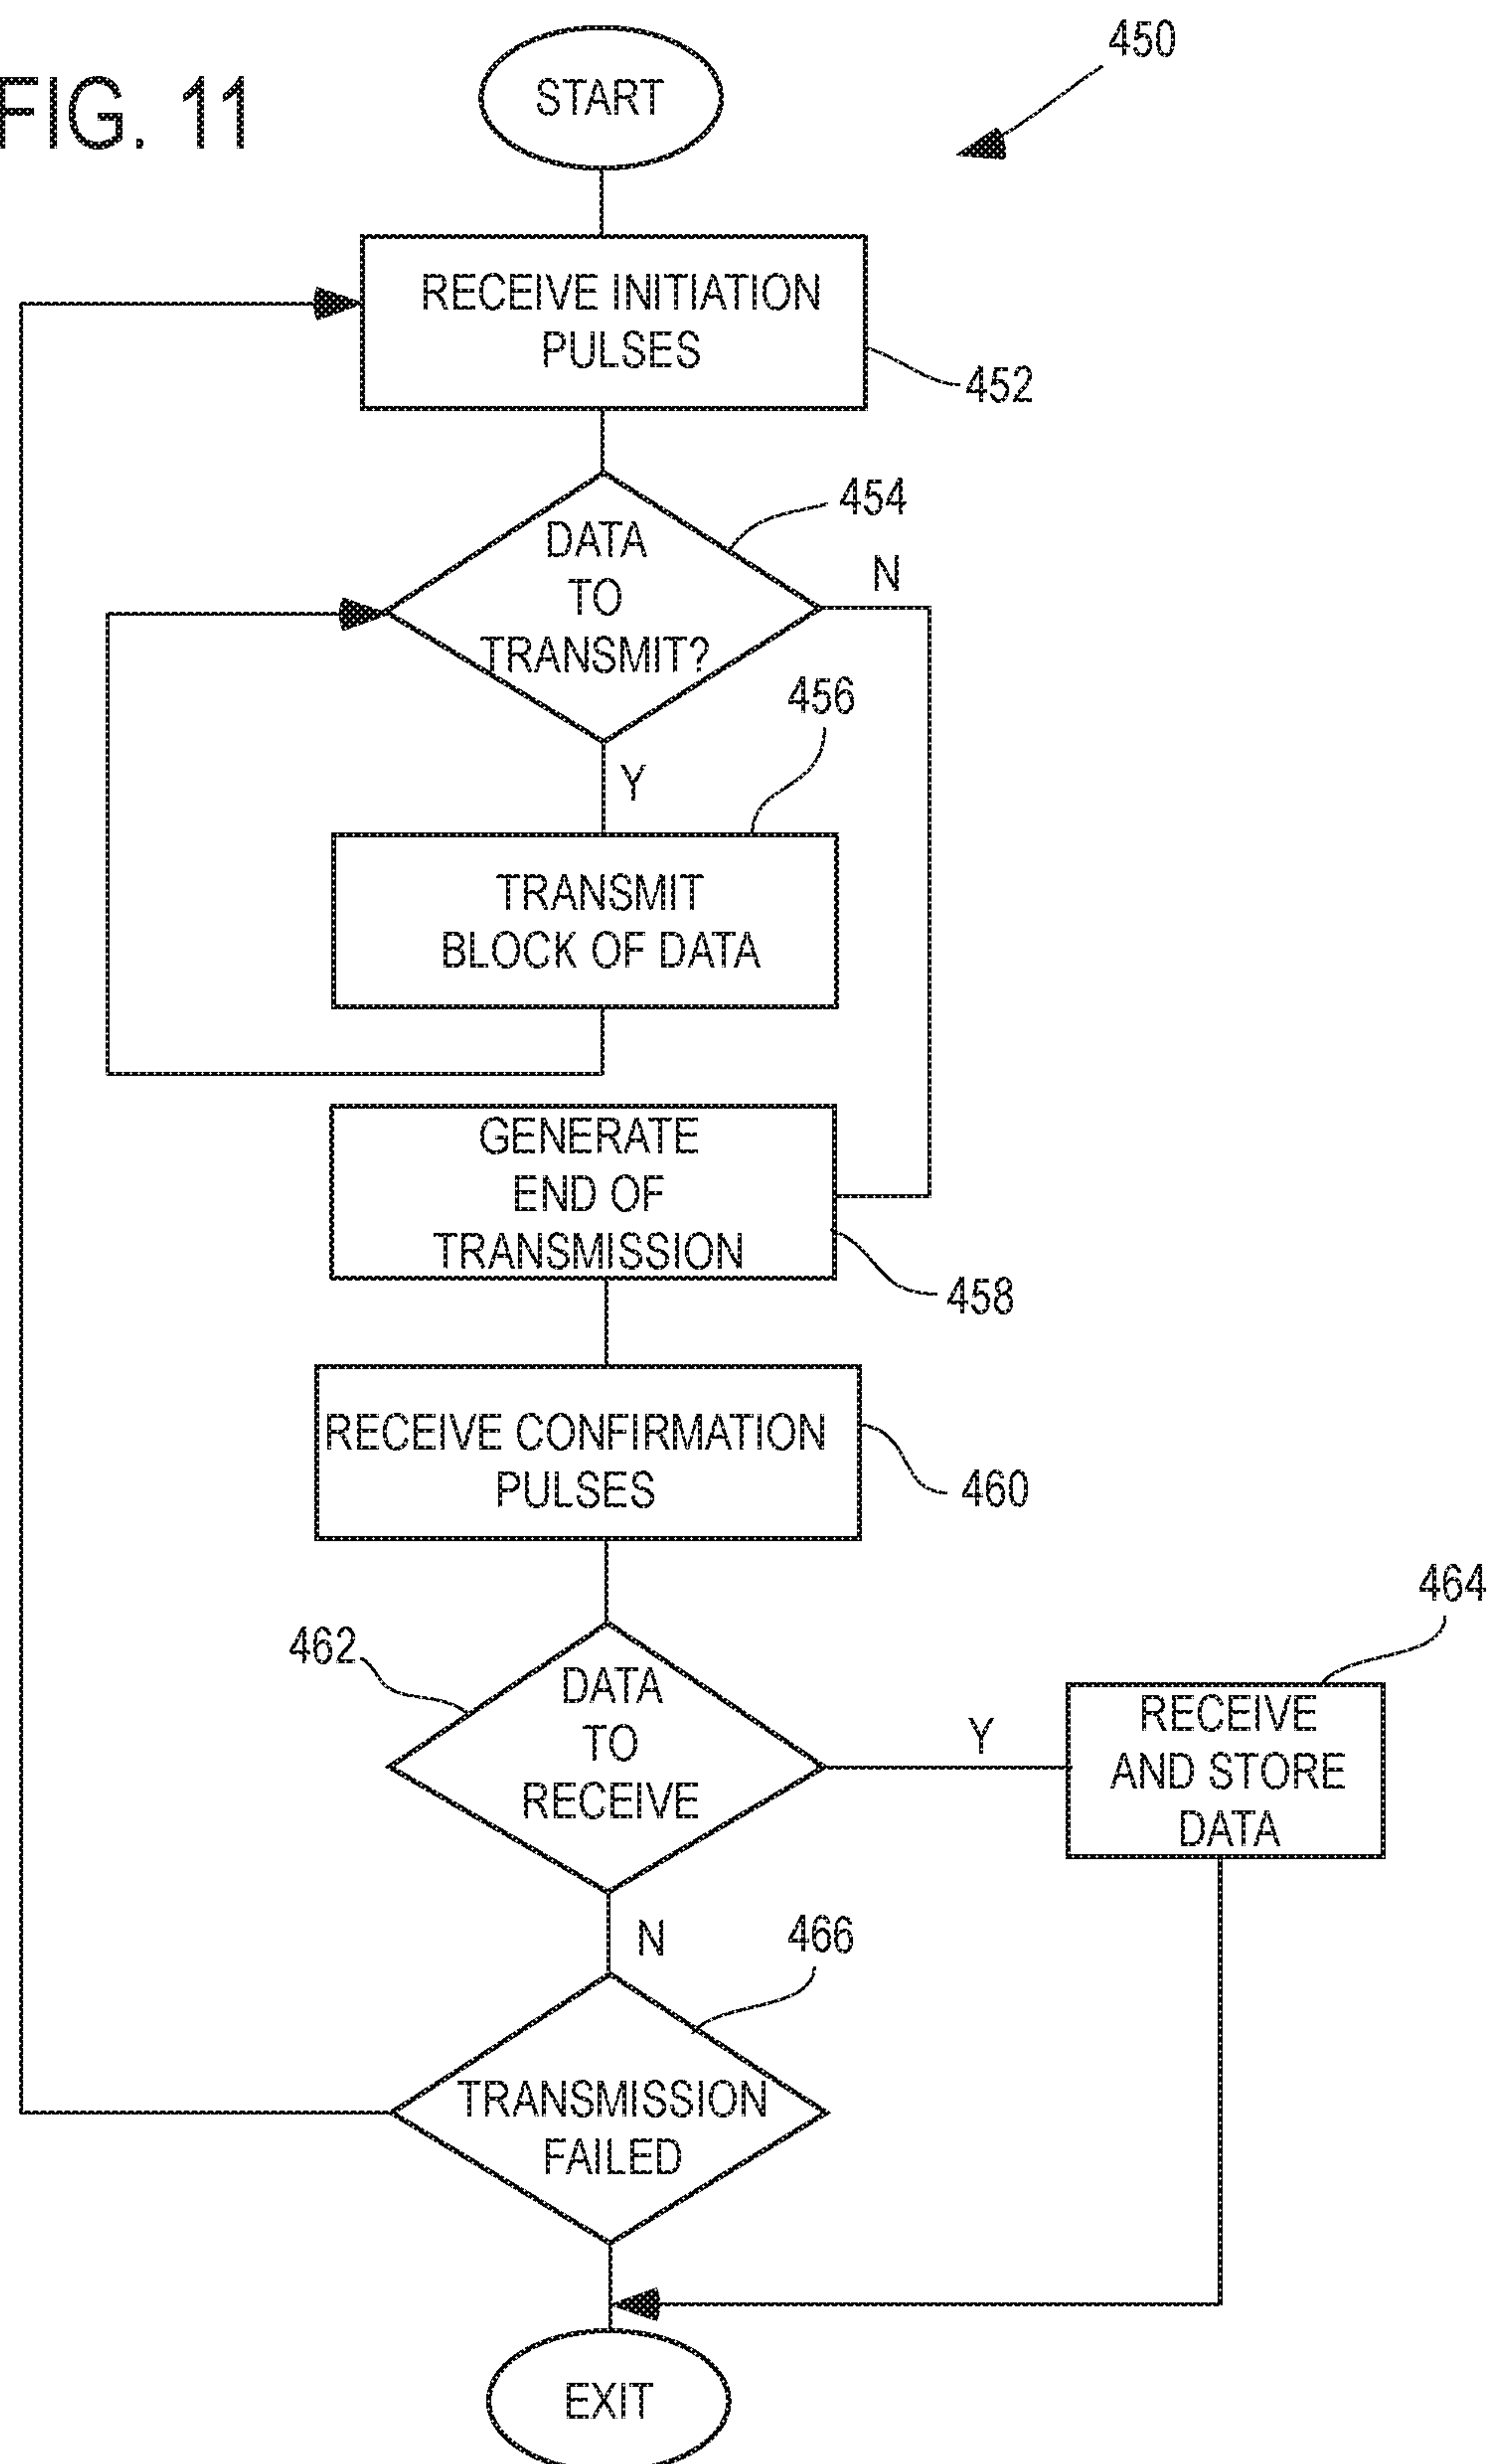 FIG. 11
450
START
RECEIVE INITIATION
PULSES
452
454
DATA
TO
TRANSMIT?
N
456
Y
TRANSMIT
BLOCK OF DATA
GENERATE
END OF
TRANSMISSION
458
RECEIVE CONFIRMATION
PULSES
460
462
DATA
TO
RECEIVE
Y
464
RECEIVE
AND STORE
DATA
N
466
TRANSMISSION
FAILED
EXIT